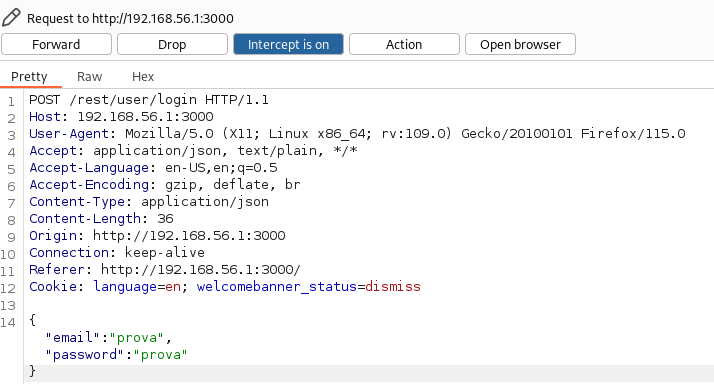 Request to http://192.168.56.1:3000
Forward Drop Intercept is on Action Open browser
Pretty Raw Hex
1 POST /rest/user/login HTTP/1.1
2 Host: 192.168.56.1:3000
3 User-Agent: Mozilla/5.0 (X11; Linux x86_64; rv:109.0) Gecko/20100101 Firefox/115.0
4 Accept: application/json, text/plain, */*
5 Accept-Language: en-US,en;q=0.5
6 Accept-Encoding: gzip, deflate, br
7 Content-Type: application/json
8 Content-Length: 36
9 Origin: http://192.168.56.1:3000
10 Connection: keep-alive
11 Referer: http://192.168.56.1:3000/
12 Cookie: language=en; welcomebanner_status=dismiss
13
14 {
"email":"prova",
"password":"prova"
}